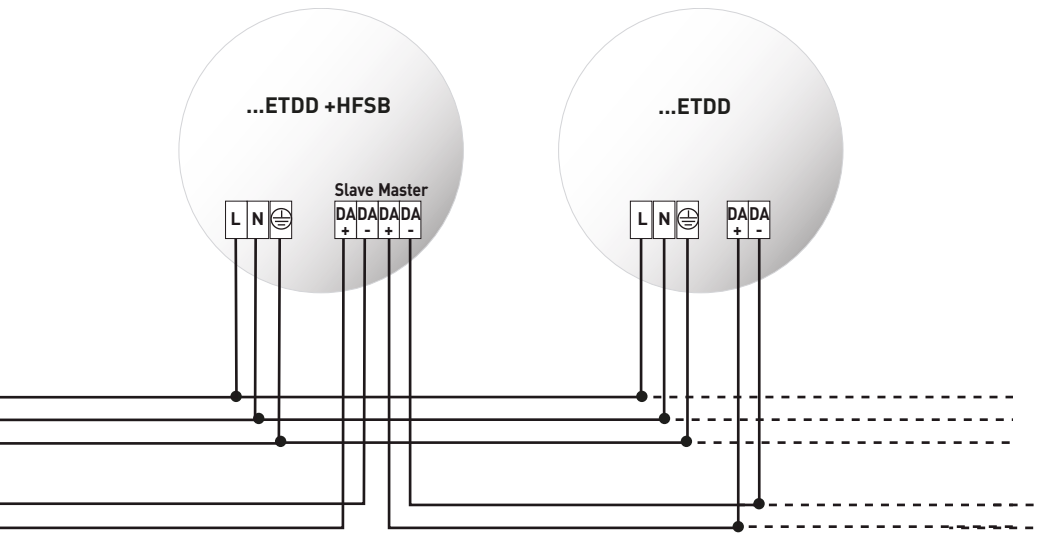 ...ETDD +HFSB
...ETDD
Slave Master
L N DA + DA - DA + DA -
L N DA + DA -